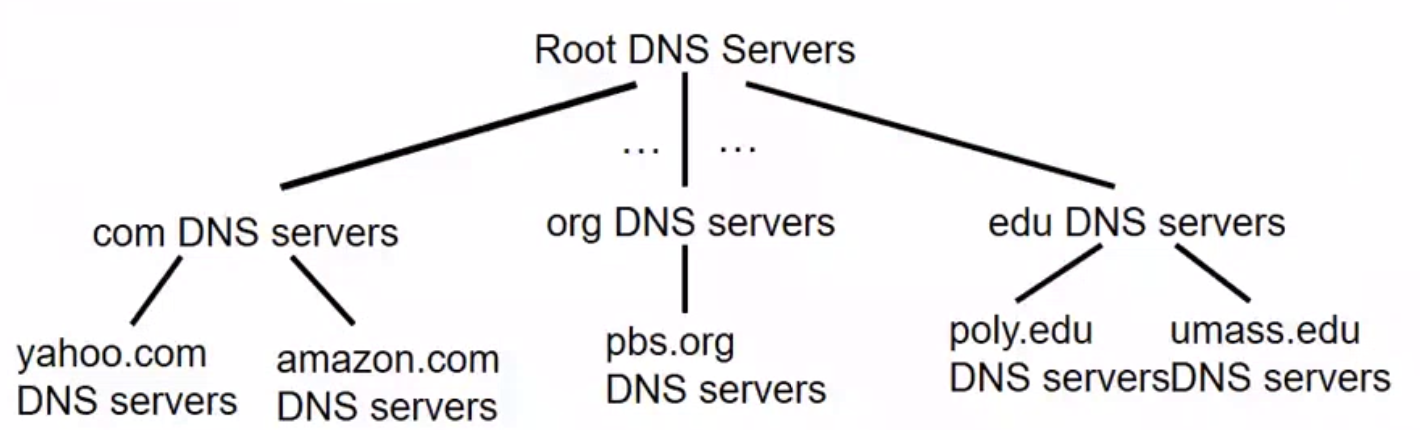 Root DNS Servers
... ...
com DNS servers
org DNS servers
edu DNS servers
yahoo.com
DNS servers
amazon.com
DNS servers
pbs.org
DNS servers
poly.edu
DNS servers
umass.edu
DNS servers